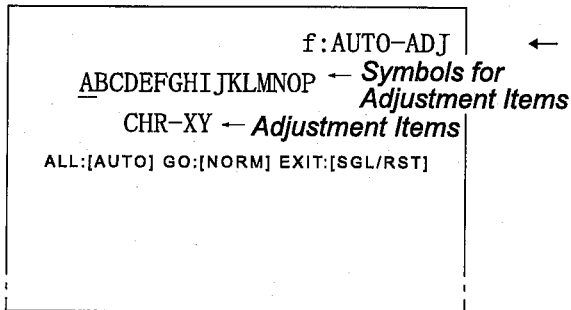 f:AUTO-ADJ ←
ABCDEFGHIJKLMNOP ← Symbols for
Adjustment Items
CHR-XY ← Adjustment Items
ALL:[AUTO] GO:[NORM] EXIT:[SGL/RST]